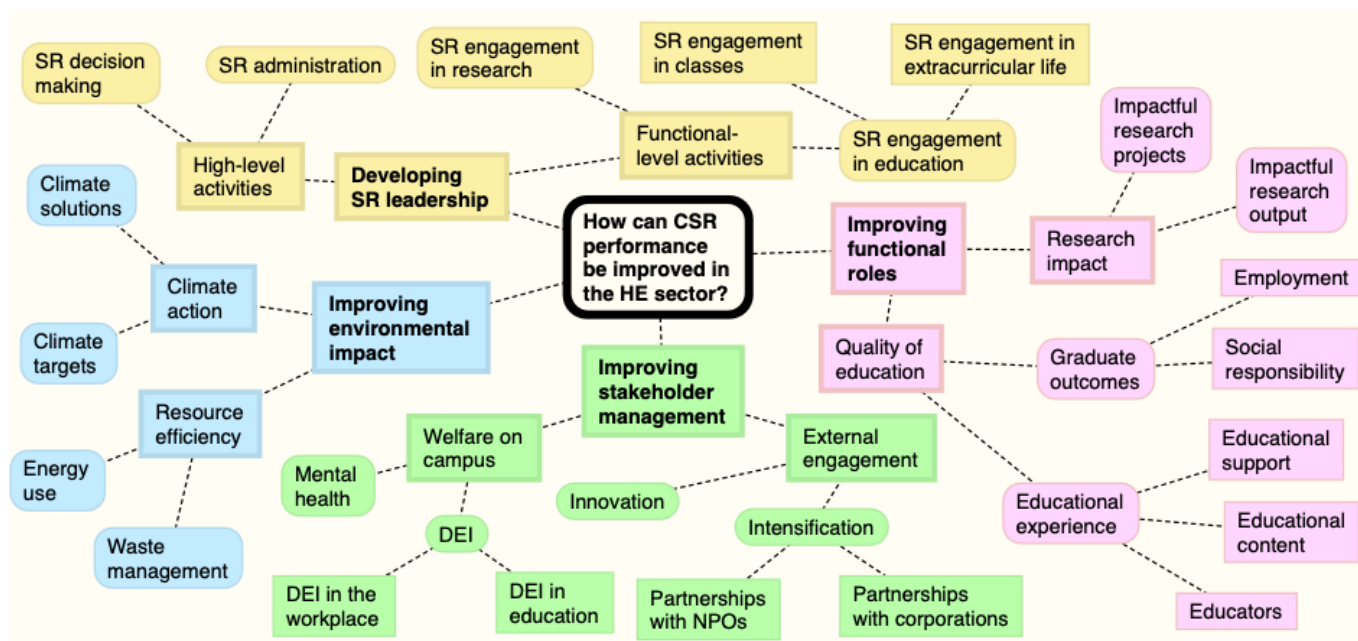 SR decision
making
SR administration
SR engagement
in research
SR engagement
in classes
SR engagement in
extracurricular life
High-level
activities
Developing
SR leadership
Functional-
level activities
SR engagement
in education
Impactful
research
projects
Impactful
research
output
Climate
solutions
How can CSR
performance
be improved in
the HE sector?
Improving
functional
roles
Research
impact
Climate
action
Improving
environmental
impact
Climate
targets
Employment
Quality of
education
Graduate
outcomes
Social
responsibility
Improving
stakeholder
management
Resource
efficiency
Welfare on
campus
External
engagement
Energy
use
Mental
health
Innovation
Educational
support
Educational
experience
Intensification
DEI
Educational
content
Waste
management
DEI in the
workplace
DEI in
education
Partnerships
with NPOs
Partnerships
with corporations
Educators